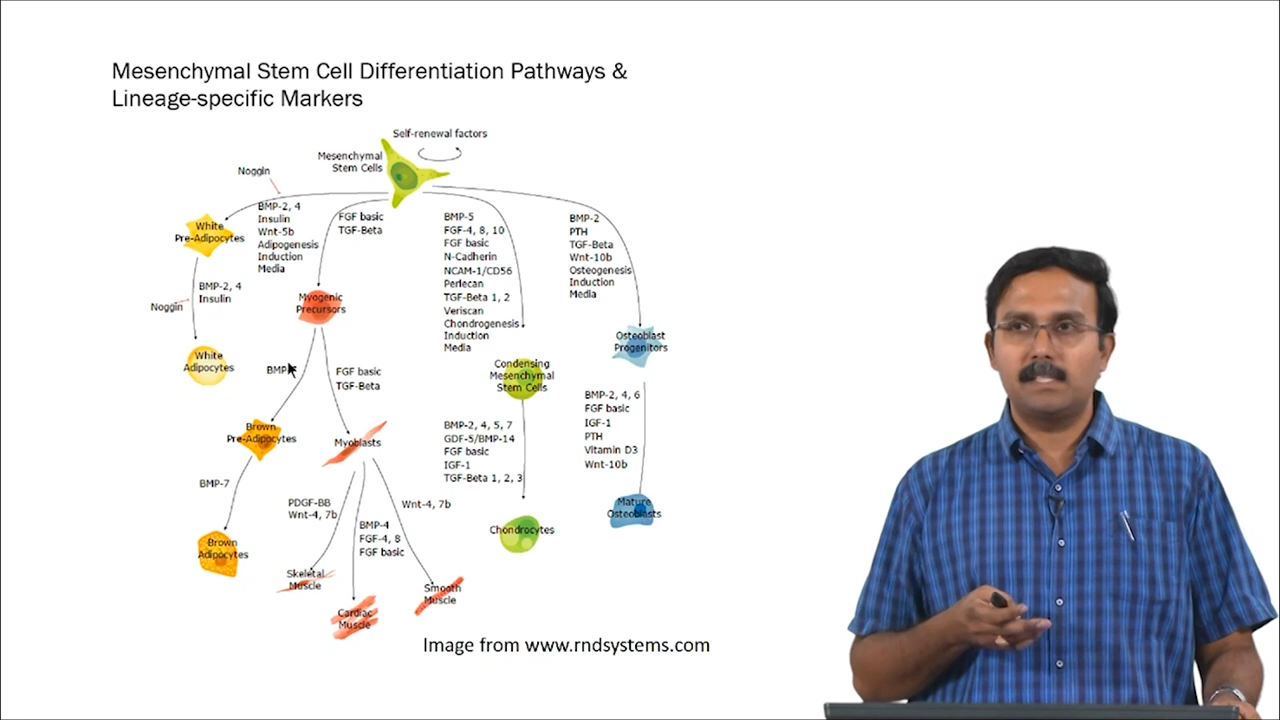 Mesenchymal Stem Cell Differentiation Pathways &
Lineage-specific Markers
Self-renewal factors
Mesenchymal
Stem Cells
Noggin
BMP-2, 4
Insulin
Wnt-5b
Adipogenesis
Induction
Media
White
Pre-Adipocytes
BMP-2, 4
Insulin
Noggin
White
Adipocytes
FGF basic
TGF-Beta
Myogenic
Precursors
BMP
FGF basic
TGF-Beta
Brown
Pre-Adipocytes
BMP-7
Brown
Adipocytes
Myoblasts
PDGF-BB
Wnt-4, 7b
BMP-4
FGF-4, 8
FGF basic
Wnt-4, 7b
Skeletal
Muscle
Cardiac
Muscle
Smooth
Muscle
BMP-5
FGF-4, 8, 10
FGF basic
N-Cadherin
NCAM-1/CD56
Perlecan
TGF-Beta 1, 2
Veriscan
Chondrogenesis
Induction
Media
Condensing
Mesenchymal
Stem Cells
BMP-2, 4, 5, 7
GDF-5/BMP-14
FGF basic
IGF-1
TGF-Beta 1, 2, 3
Chondrocytes
BMP-2
PTH
TGF-Beta
Wnt-10b
Osteogenesis
Induction
Media
Osteoblast
Progenitors
BMP-2, 4, 6
FGF basic
IGF-1
PTH
Vitamin D3
Wnt-10b
Mature
Osteoblasts
Image from www.rndsystems.com